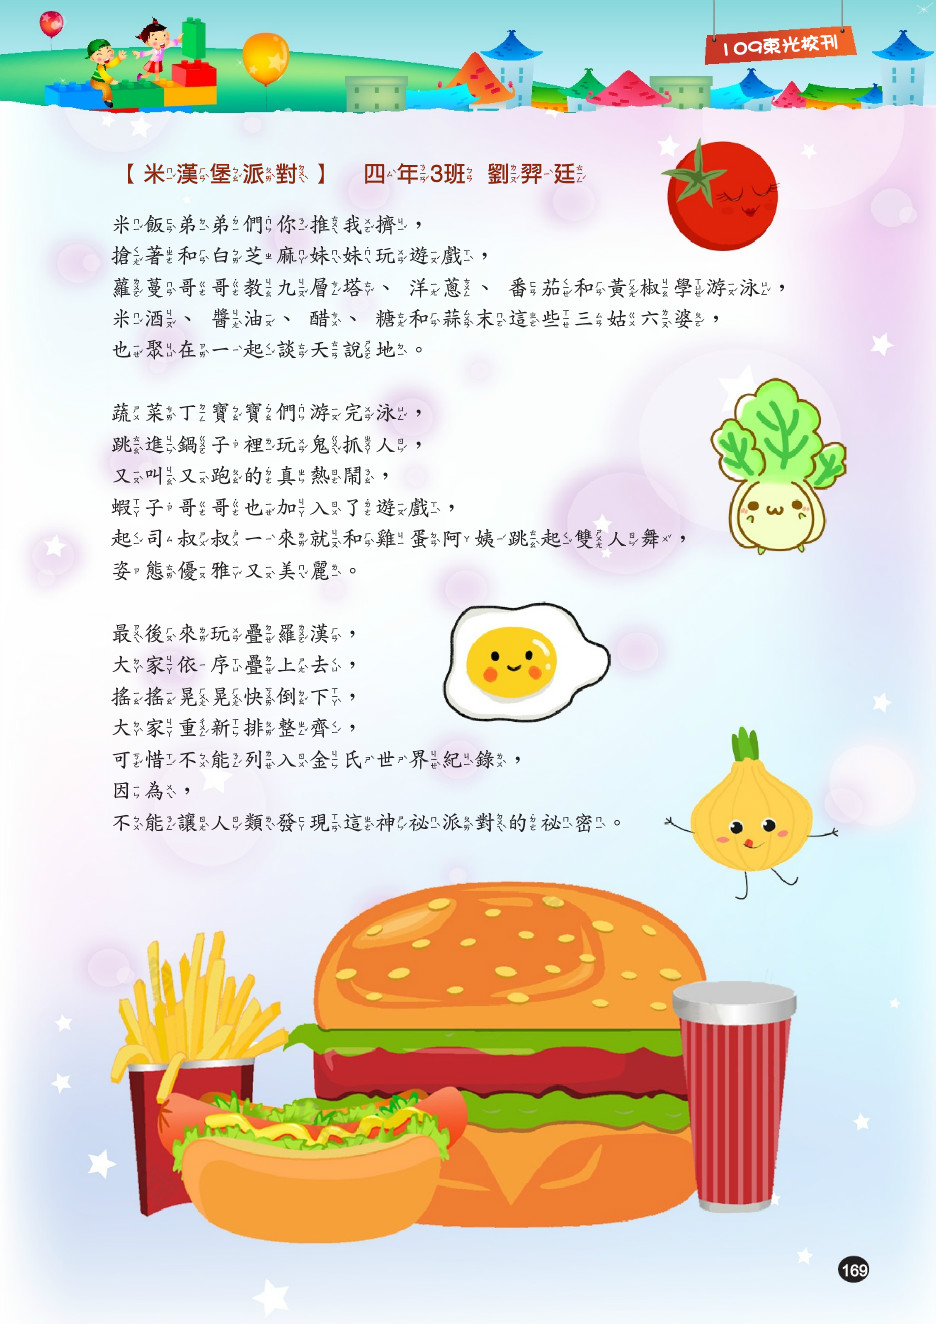 109東光校刊
【米漢堡派對】 四年3班 劉羿廷
米飯弟弟們你推我擠，
搶著和白芝麻妹妹玩遊戲，
蘿蔓哥哥教九層塔、洋蔥、番茄和黃椒學游泳，
米酒、醬油、醋、糖和蒜末這些三姑六婆，
也聚在一起談天說地。
蔬菜丁寶寶們游完泳，
跳進鍋子裡玩鬼抓人，
又叫又跑的真熱鬧，
蝦子哥哥也加入了遊戲，
起司叔叔一來就和雞蛋阿姨跳起雙人舞，
姿態優雅又美麗。
最後來玩疊羅漢，
大家依序疊上去，
搖搖晃晃快倒下，
大家重新排整齊，
可惜不能列入金氏世界紀錄，
因為，
不能讓人類發現這神祕派對的祕密。
169